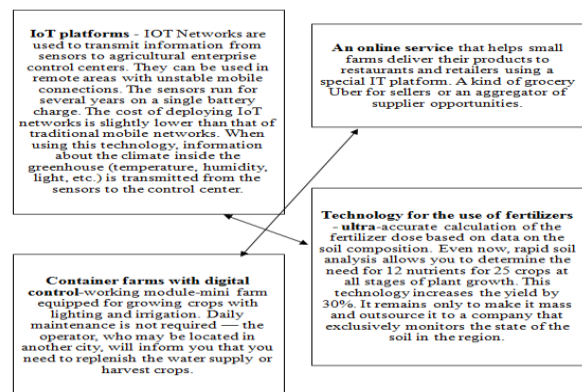 IoT platforms - IOT Networks are
used to transmit information from
sensors to agricultural enterprise
control centers. They can be used in
remote areas with unstable mobile
connections. The sensors run for
several years on a single battery
charge. The cost of deploying IoT
networks is slightly lower than that of
traditional mobile networks. When
using this technology, information
about the climate inside the
greenhouse (temperature, humidity,
light, etc.) is transmitted from the
sensors to the control center.
An online service that helps small
farms deliver their products to
restaurants and retailers using a
special IT platform. A kind of grocery
Uber for sellers or an aggregator of
supplier opportunities.
Technology for the use of fertilizers
- ultra-accurate calculation of the
fertilizer dose based on data on the
soil composition. Even now, rapid soil
analysis allows you to determine the
need for 12 nutrients for 25 crops at
all stages of plant growth. This
technology increases the yield by
30%. It remains only to make it mass
and outsource it to a company that
exclusively monitors the state of the
soil in the region.
Container farms with digital
control-working module-mini farm
equipped for growing crops with
lighting and irrigation. Daily
maintenance is not required — the
operator, who may be located in
another city, will inform you that you
need to replenish the water supply or
harvest crops.